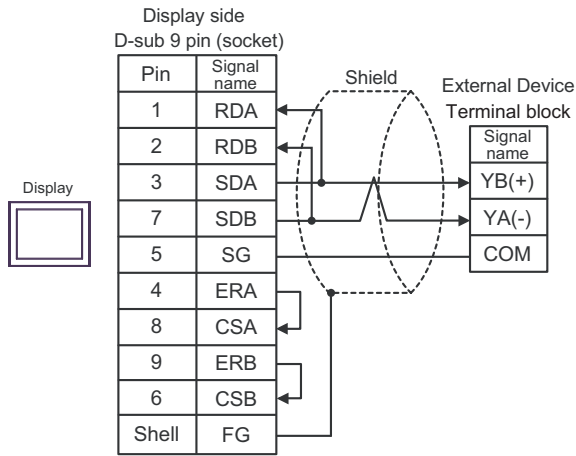 Display side
D-sub 9 pin (socket)
Pin
Signal
name
1
RDA
2
RDB
3
SDA
7
SDB
5
SG
4
ERA
8
CSA
9
ERB
6
CSB
Shell
FG
Display
Shield
External Device
Terminal block
Signal
name
YB(+)
YA(-)
COM